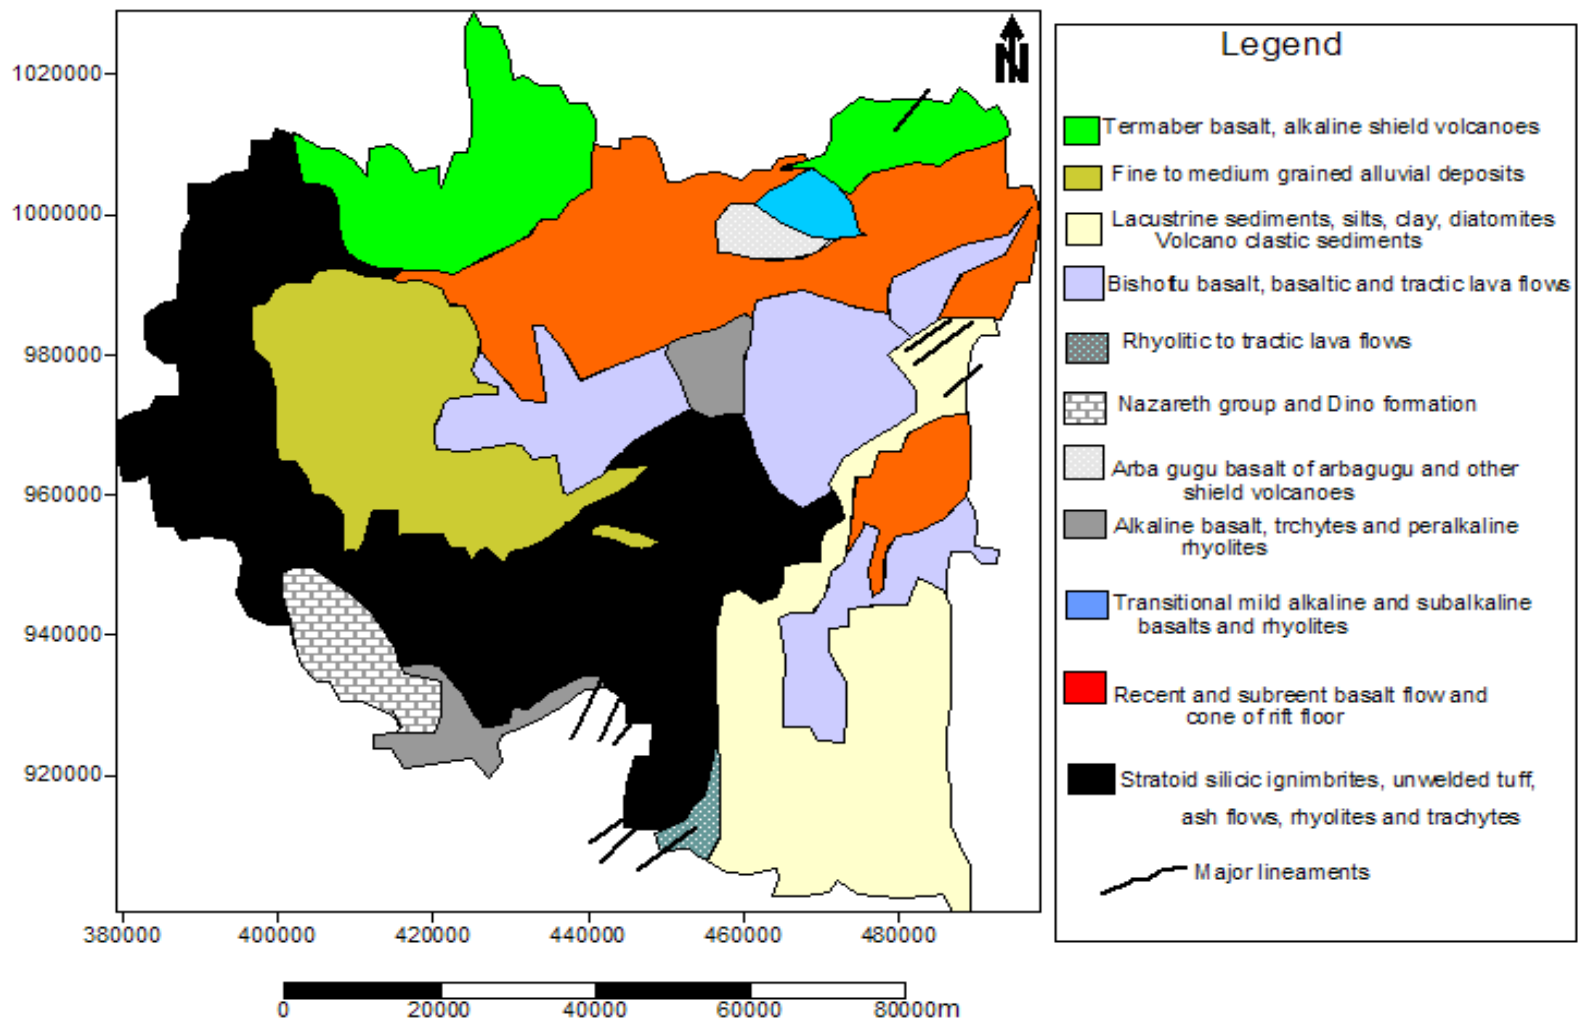 N
Legend
1020000
1000000
980000
960000
940000
920000
380000 400000 420000 440000 460000 480000
0 20000 40000 60000 80000m
Termaber basalt, alkaline shield volcanoes
Fine to medium grained alluvial deposits
Lacustrine sediments, silts, clay, diatomites
Volcano clastic sediments
Bishoftu basalt, basaltic and tractic lava flows
Rhyolitic to tractic lava flows
Nazareth group and Dino formation
Arba gugu basalt of arbagugu and other
shield volcanoes
Alkaline basalt, trchytes and peralkaline
rhyolites
Transitional mild alkaline and subalkaline
basalts and rhyolites
Recent and subreent basalt flow and
cone of rift floor
Stratoid silicic ignimbrites, unwelded tuff,
ash flows, rhyolites and trachytes
Major lineaments